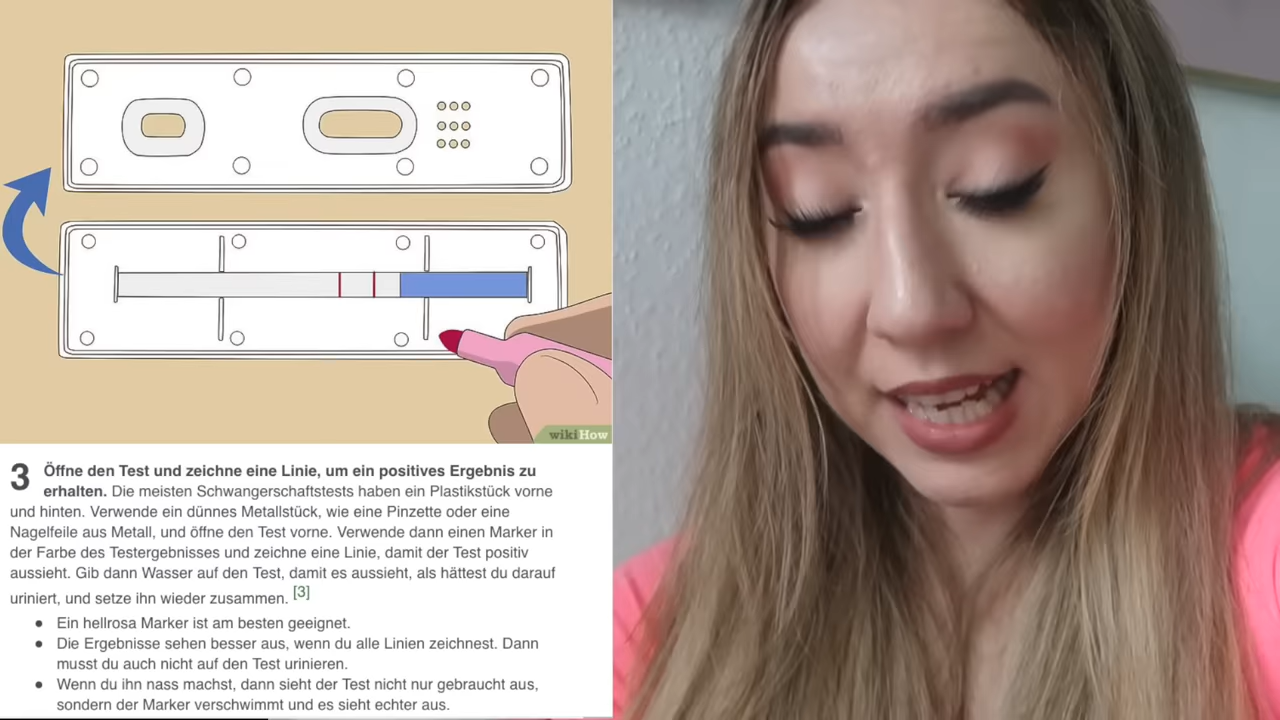 wikiHow
3 Öffne den Test und zeichne eine Linie, um ein positives Ergebnis zu
erhalten. Die meisten Schwangerschaftstests haben ein Plastikstück vorne
und hinten. Verwende ein dünnes Metallstück, wie eine Pinzette oder eine
Nagelfeile aus Metall, und öffne den Test vorne. Verwende dann einen Marker in
der Farbe des Testergebnisses und zeichne eine Linie, damit der Test positiv
aussieht. Gib dann Wasser auf den Test, damit es aussieht, als hättest du darauf
uriniert, und setze ihn wieder zusammen. [3]
● Ein hellrosa Marker ist am besten geeignet.
● Die Ergebnisse sehen besser aus, wenn du alle Linien zeichnest. Dann
musst du auch nicht auf den Test urinieren.
● Wenn du ihn nass machst, dann sieht der Test nicht nur gebraucht aus,
sondern der Marker verschwimmt und es sieht echter aus.